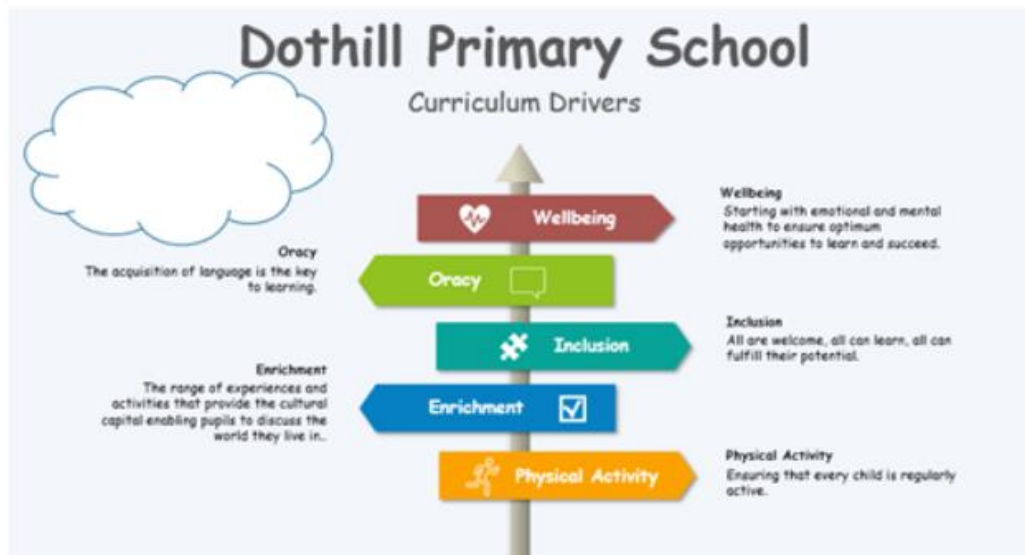 Dothill Primary School
Curriculum Drivers
Wellbeing
Wellbeing
Starting with emotional and mental
health to ensure optimum
opportunities to learn and succeed.
Oracy
The acquisition of language is the key
to learning.
Oracy
Inclusion
Inclusion
All are welcome, all can learn, all can
fulfill their potential.
Enrichment
The range of experiences and
activities that provide the cultural
capital enabling pupils to discuss the
world they live in..
Enrichment
Physical Activity
Physical Activity
Ensuring that every child is regularly
active.